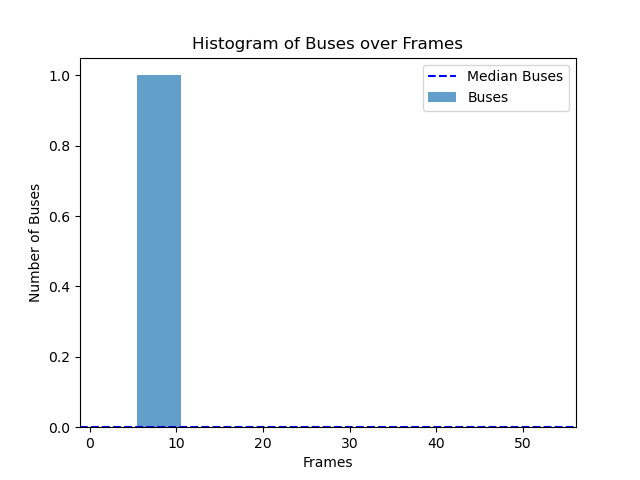 Histogram of Buses over Frames
Median Buses
Buses
Number of Buses
1.0
0.8
0.6
0.4
0.2
0.0
0 10 20 30 40 50
Frames